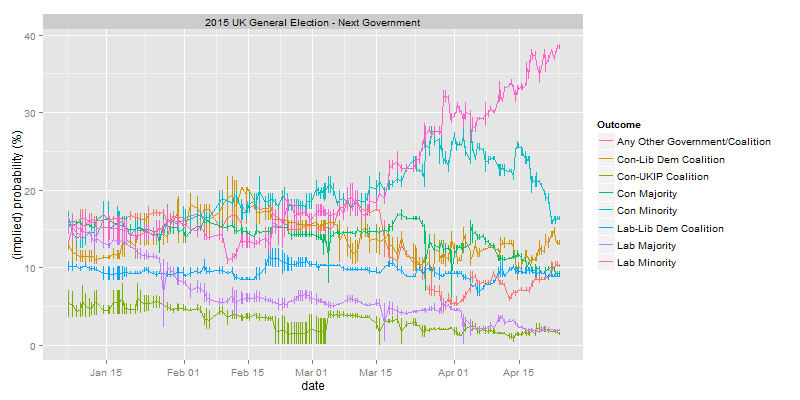 2015 UK General Election - Next Government
40
30
20
10
0
(implied) probability (%)
Jan 15
Feb 01
Feb 15
Mar 01
Mar 15
Apr 01
Apr 15
date
Outcome
Any Other Government/Coalition
Con-Lib Dem Coalition
Con-UKIP Coalition
Con Majority
Con Minority
Lab-Lib Dem Coalition
Lab Majority
Lab Minority